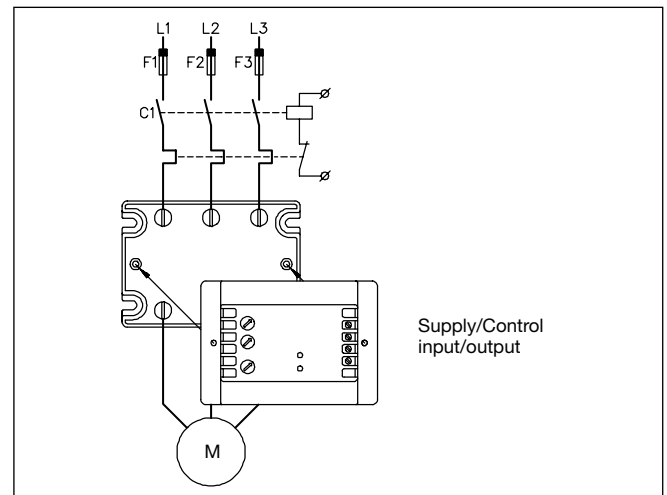 L1 L2 L3
F1 F2 F3
C1
Supply/Control
input/output
M